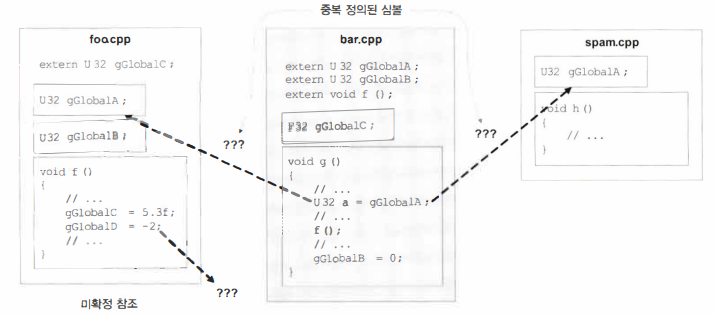 중복 정의된 심볼
foo.cpp
extern U32 gGlobalC;
U32 gGlobalA;
U32 gGlobalB;
void f()
{
// ...
gGlobalC = 5.3f;
gGlobalD = -2;
// ...
}
미확정 참조
???
???
bar.cpp
extern U32 gGlobalA;
extern U32 gGlobalB;
extern void f();
gGlobalC;
void g()
{
// ...
U32 a = gGlobalA;
// ...
f();
// ...
gGlobalB = 0;
}
???
spam.cpp
U32 gGlobalA;
void h()
{
// ...
}